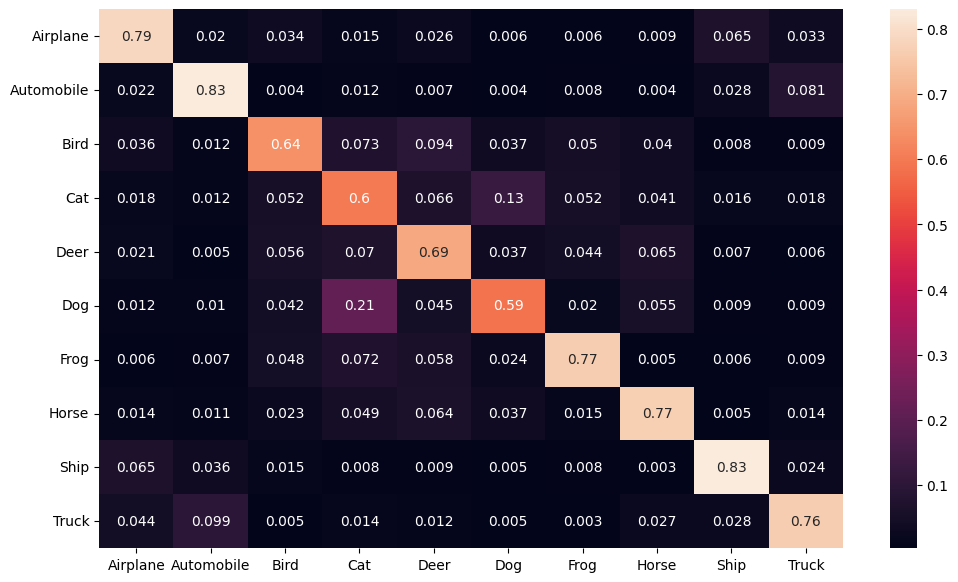 Airplane 0.79 0.02 0.034 0.015 0.026 0.006 0.006 0.009 0.065 0.033
Automobile 0.022 0.83 0.004 0.012 0.007 0.004 0.008 0.004 0.028 0.081
Bird 0.036 0.012 0.64 0.073 0.094 0.037 0.05 0.04 0.008 0.009
Cat 0.018 0.012 0.052 0.6 0.066 0.13 0.052 0.041 0.016 0.018
Deer 0.021 0.005 0.056 0.07 0.69 0.037 0.044 0.065 0.007 0.006
Dog 0.012 0.01 0.042 0.21 0.045 0.59 0.02 0.055 0.009 0.009
Frog 0.006 0.007 0.048 0.072 0.058 0.024 0.77 0.005 0.006 0.009
Horse 0.014 0.011 0.023 0.049 0.064 0.037 0.015 0.77 0.005 0.014
Ship 0.065 0.036 0.015 0.008 0.009 0.005 0.008 0.003 0.83 0.024
Truck 0.044 0.099 0.005 0.014 0.012 0.005 0.003 0.027 0.028 0.76
Airplane Automobile Bird Cat Deer Dog Frog Horse Ship Truck
0.8
0.7
0.6
0.5
0.4
0.3
0.2
0.1